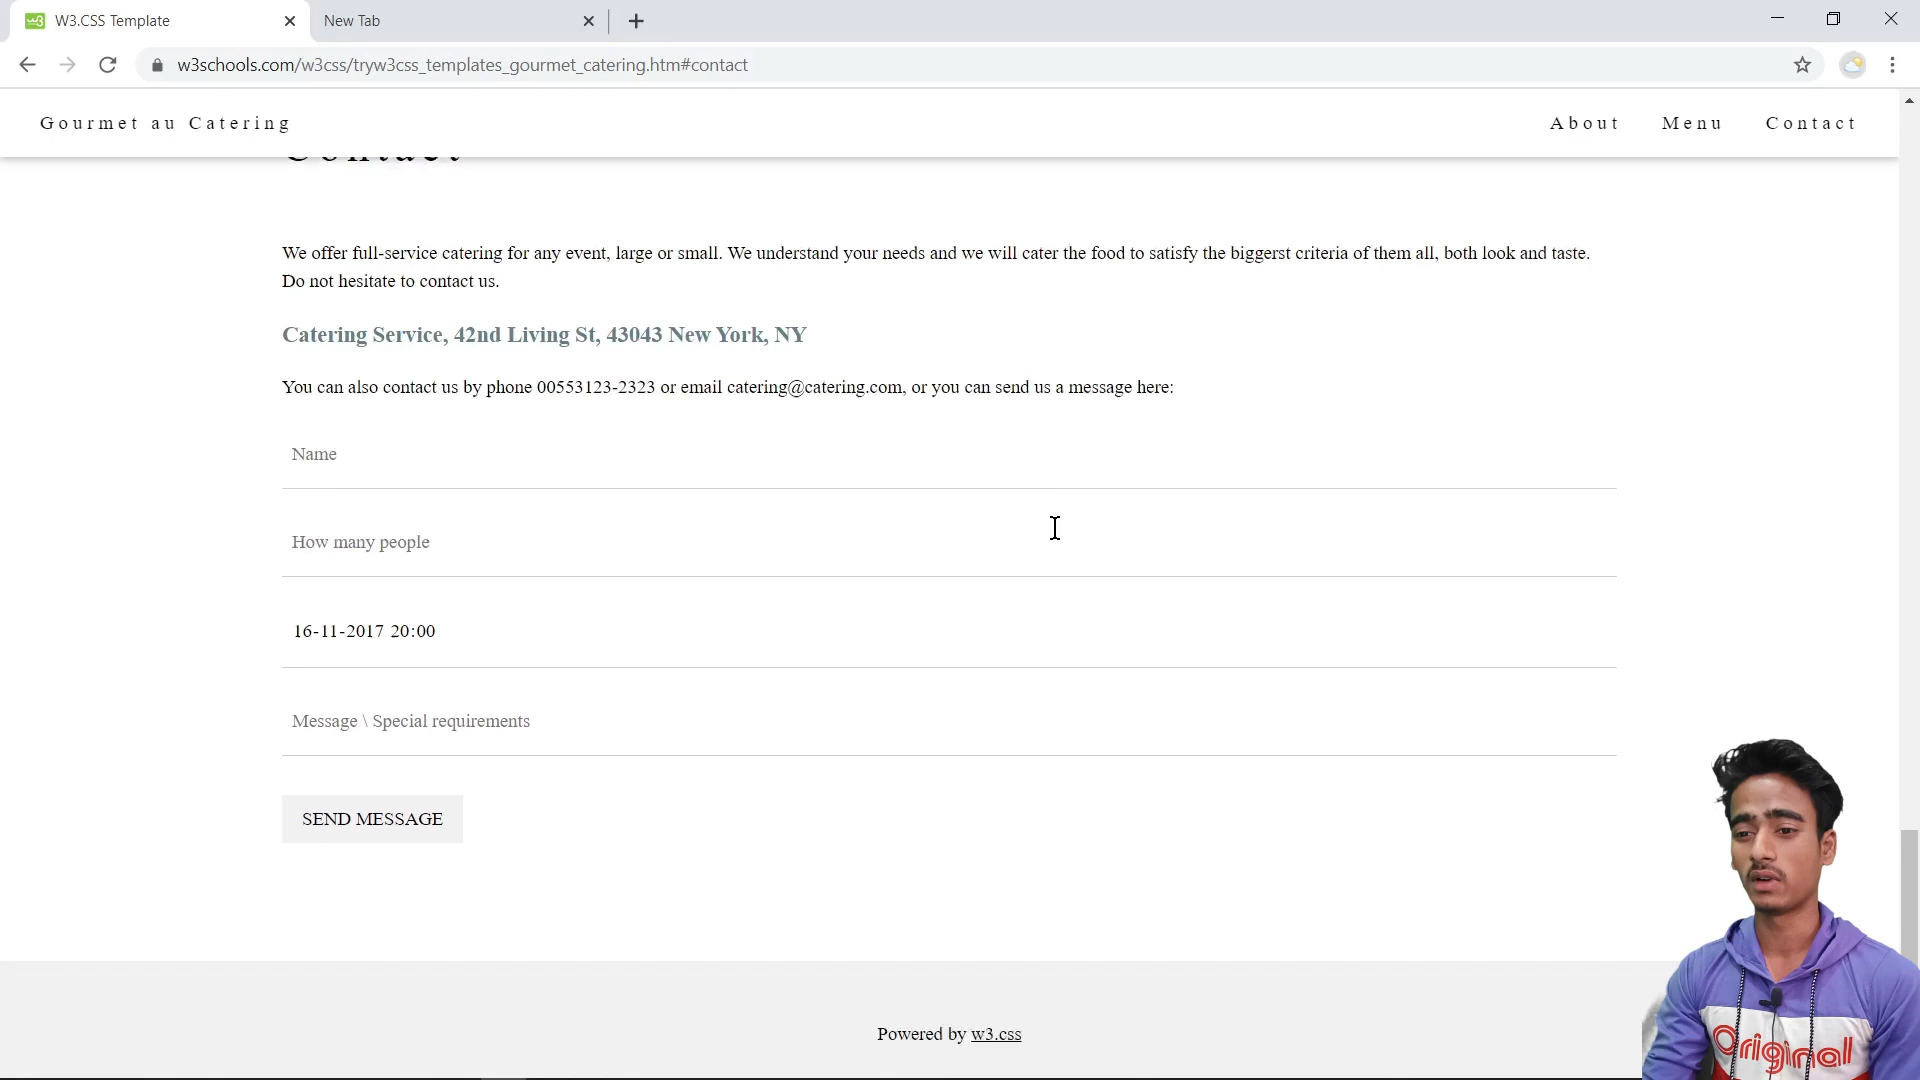 W3.CSS Template
New Tab
w3schools.com/w3css/tryw3css_templates_gourmet_catering.htm#contact
Gourmet au Catering
About
Menu
Contact
Contact
We offer full-service catering for any event, large or small. We understand your needs and we will cater the food to satisfy the biggerst criteria of them all, both look and taste.
Do not hesitate to contact us.
Catering Service, 42nd Living St, 43043 New York, NY
You can also contact us by phone 00553123-2323 or email catering@catering.com, or you can send us a message here:
Name
How many people
16-11-2017 20:00
Message \ Special requirements
SEND MESSAGE
Powered by w3.css
Original